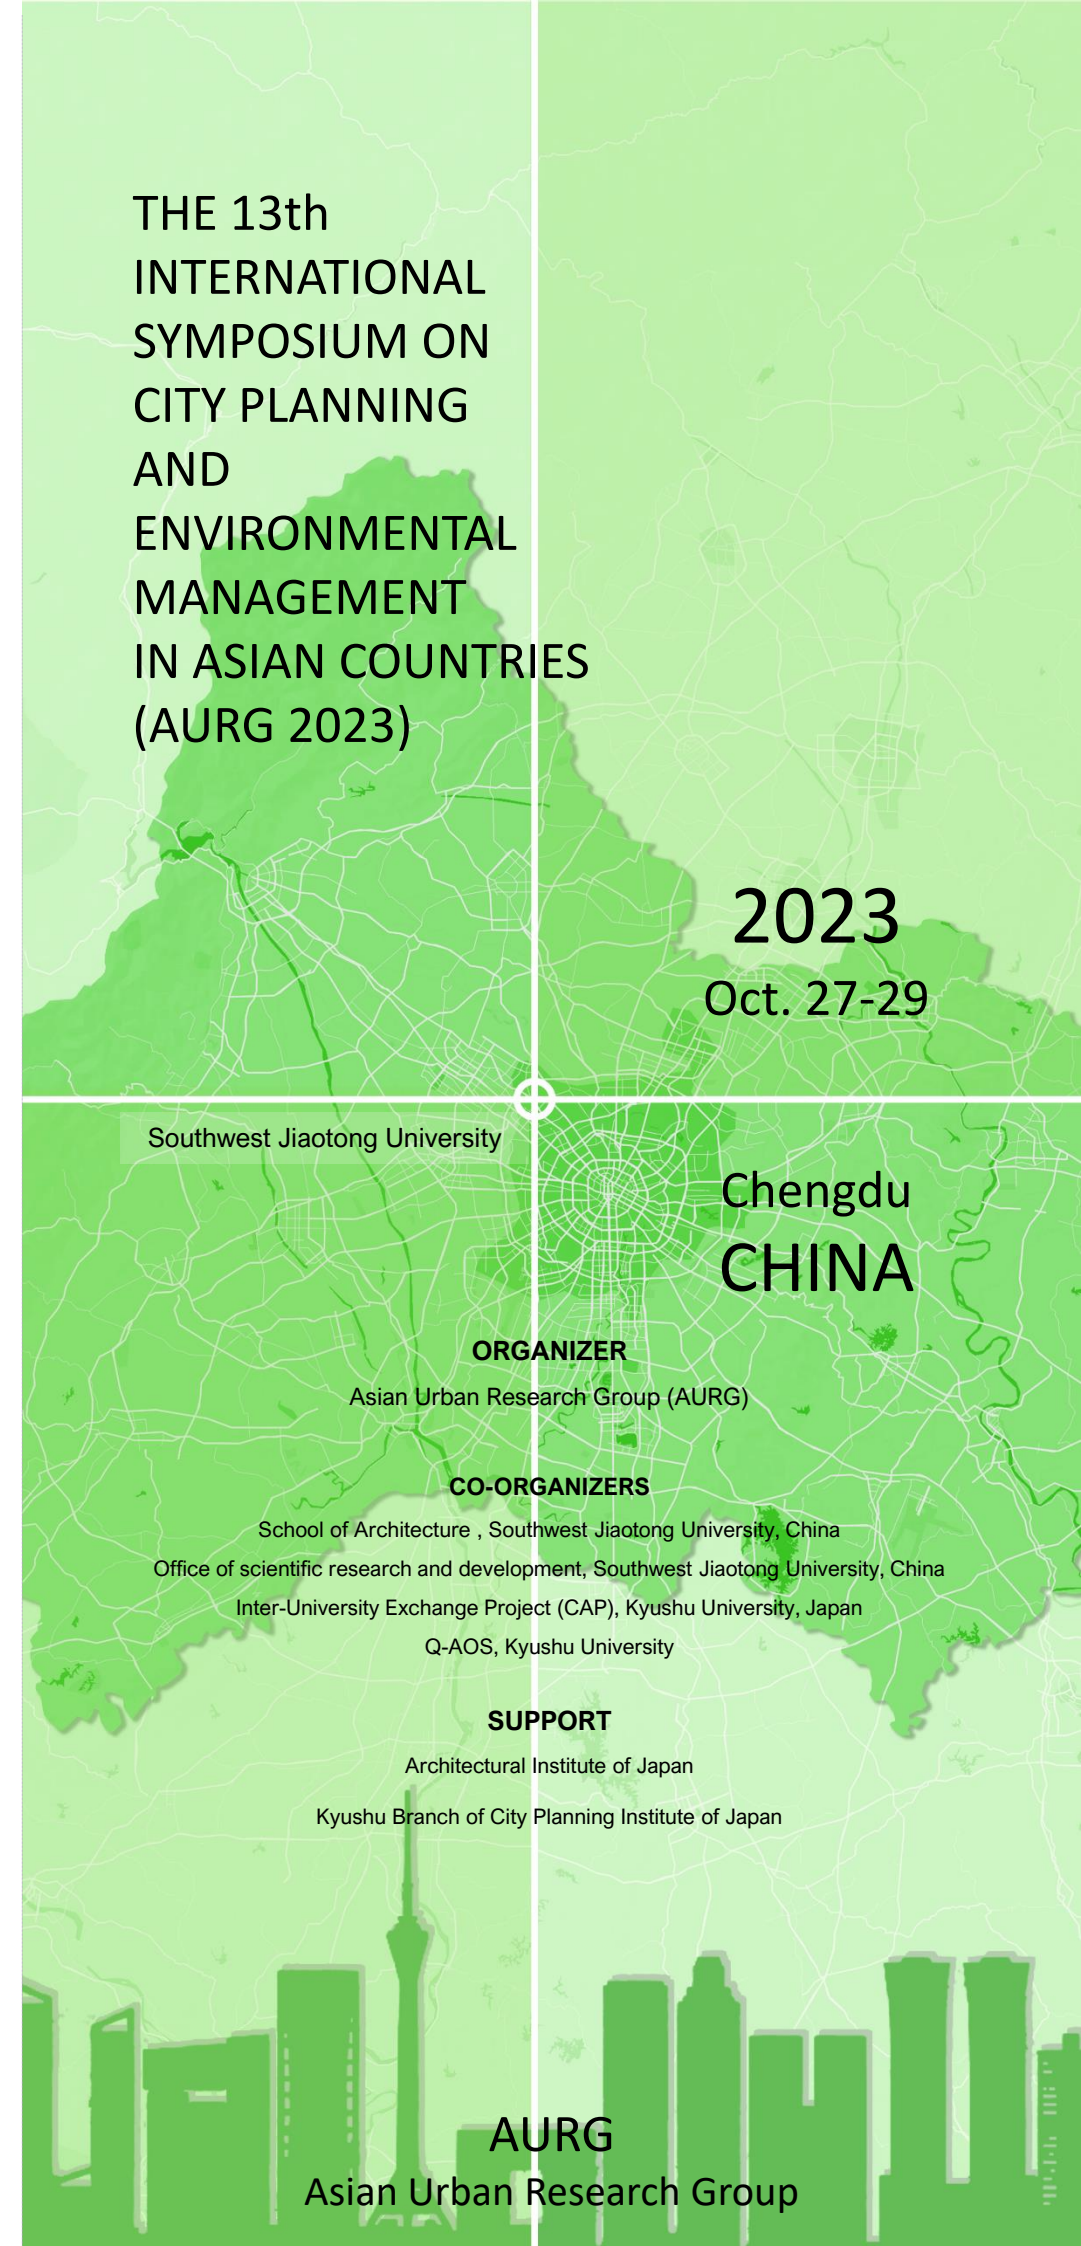 THE 13th
INTERNATIONAL
SYMPOSIUM ON
CITY PLANNING
AND
ENVIRONMENTAL
MANAGEMENT
IN ASIAN COUNTRIES
(AURG 2023)
2023
Oct. 27-29
Southwest Jiaotong University
Chengdu
CHINA
ORGANIZER
Asian Urban Research Group (AURG)
CO-ORGANIZERS
School of Architecture , Southwest Jiaotong University, China
Office of scientific research and development, Southwest Jiaotong University, China
Inter-University Exchange Project (CAP), Kyushu University, Japan
Q-AOS, Kyushu University
SUPPORT
Architectural Institute of Japan
Kyushu Branch of City Planning Institute of Japan
AURG
Asian Urban Research Group